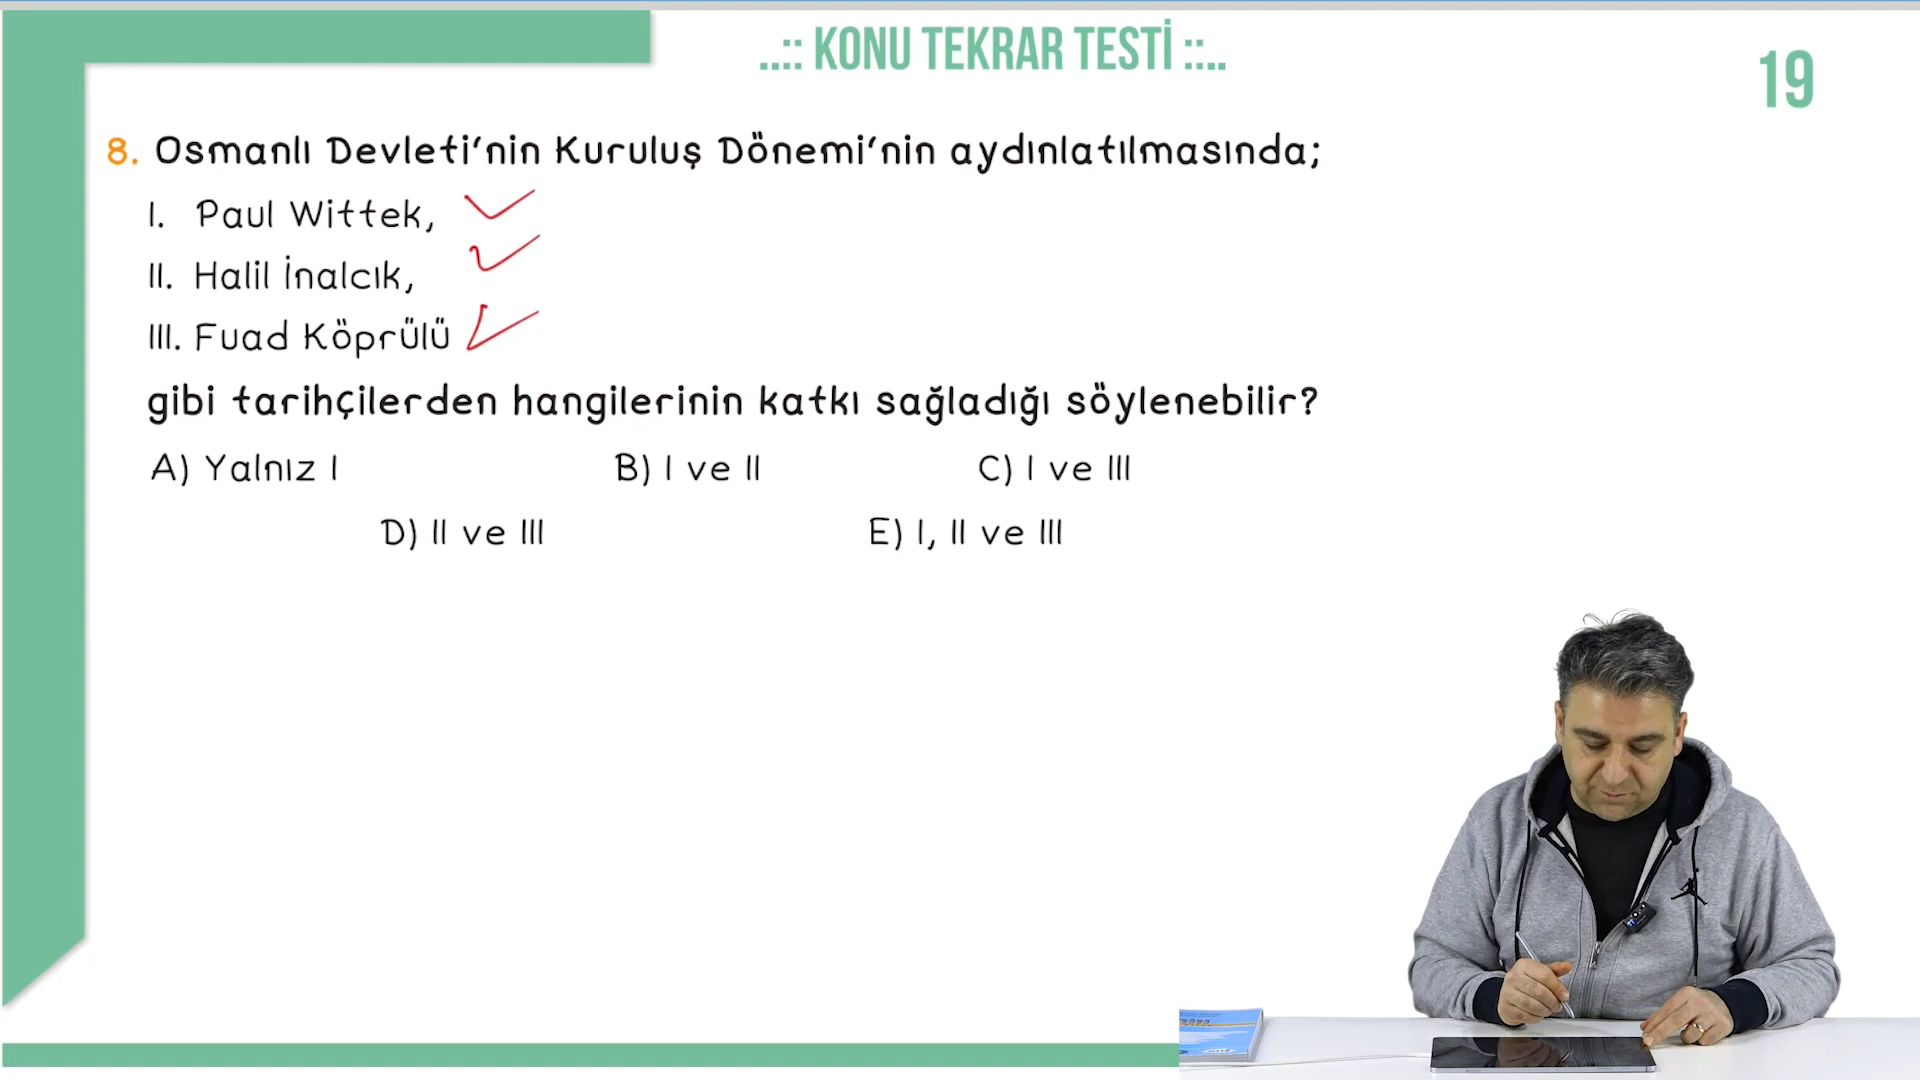 ..:: KONU TEKRAR TESTİ ::..
19
8. Osmanlı Devleti'nin Kuruluş Dönemi'nin aydınlatılmasında;
I. Paul Wittek,
II. Halil İnalcık,
III. Fuad Köprülü
gibi tarihçilerden hangilerinin katkı sağladığı söylenebilir?
A) Yalnız I B) I ve II C) I ve III
D) II ve III E) I, II ve III